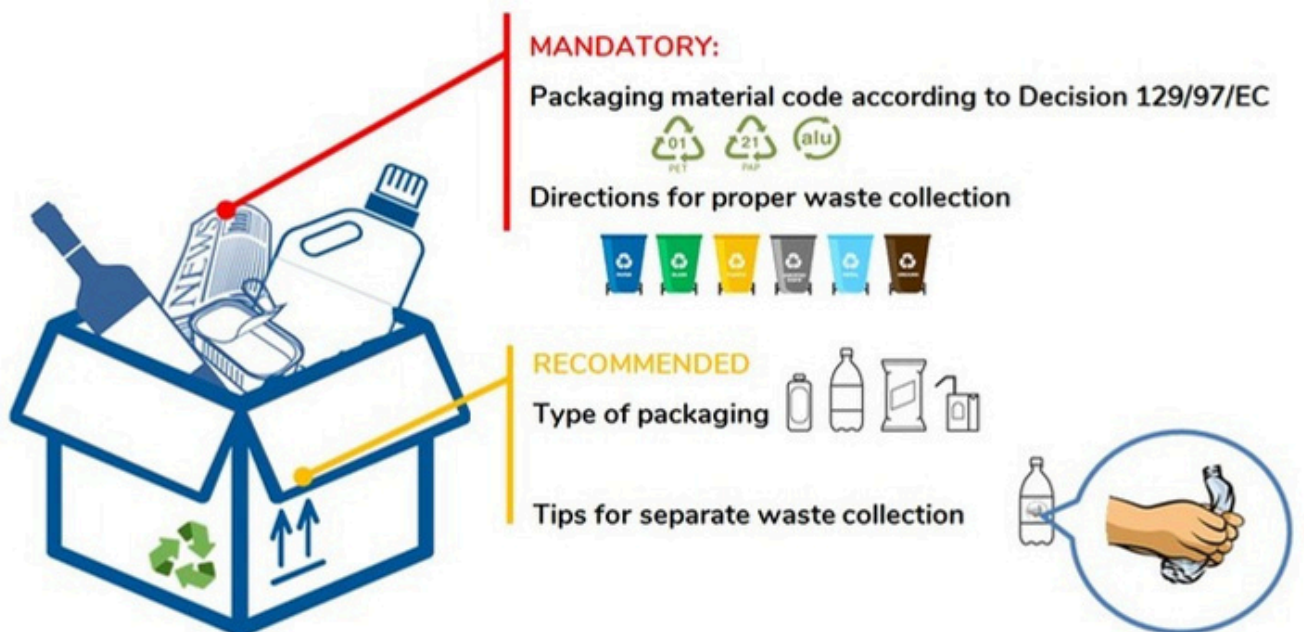 MANDATORY:
Packaging material code according to Decision 129/97/EC
01
PET
21
PAP
alu
Directions for proper waste collection
NEWS
RECOMMENDED
Type of packaging
Tips for separate waste collection